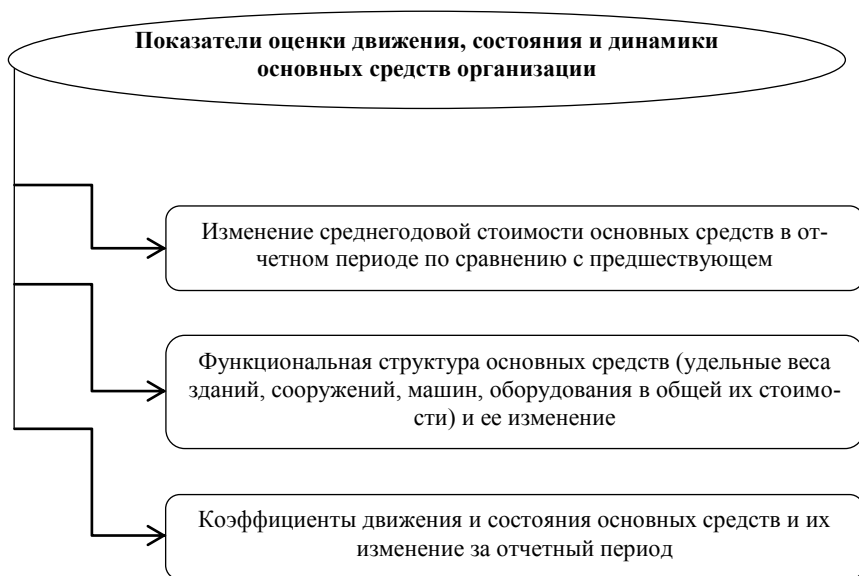 Показатели оценки движения, состояния и динамики
основных средств организации
Изменение среднегодовой стоимости основных средств в от-
четном периоде по сравнению с предшествующем
Функциональная структура основных средств (удельные веса
зданий, сооружений, машин, оборудования в общей их стоимо-
сти) и ее изменение
Коэффициенты движения и состояния основных средств и их
изменение за отчетный период